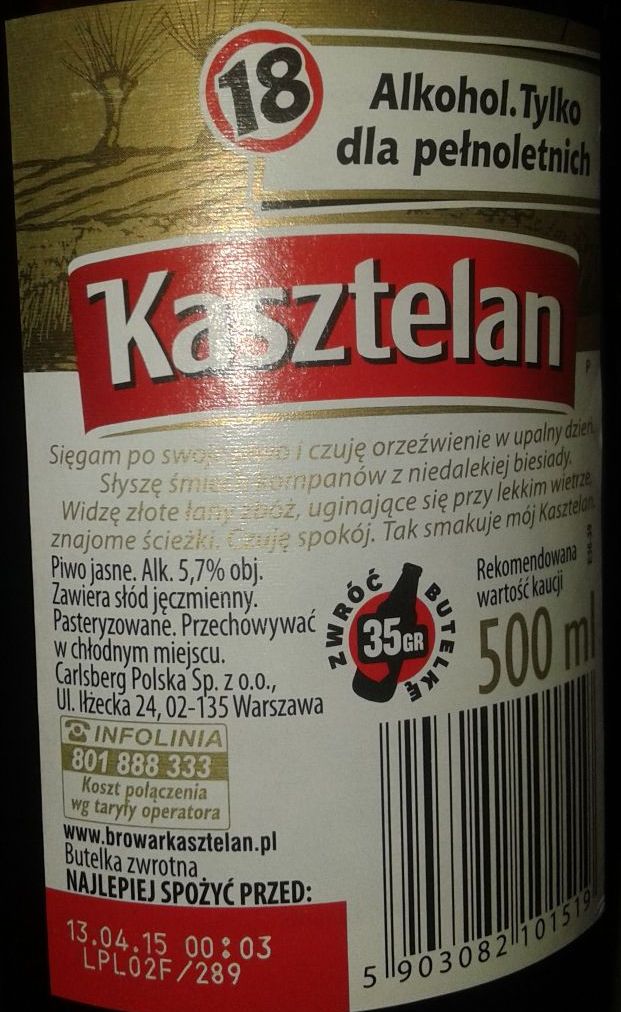 18
Alkohol. Tylko
dla pełnoletnich
Kasztelan
Sięgam po i czuję orzeźwienie w upalny dzień.
Słyszę śmiech kompanów z niedalekiej biesiady.
Widzę złote łany zbóż, uginające się przy lekkim wietrze,
znajome ścieżki. Czuję spokój. Tak smakuje mój Kasztelan.
Piwo jasne. Alk. 5,7% obj.
Zawiera słód jęczmienny.
Pasteryzowane. Przechowywać
w chłodnym miejscu.
Carlsberg Polska Sp. z o.o.,
Ul. Iłżecka 24, 02-135 Warszawa
ZWRÓĆ BUTELKĘ
35GR
Rekomendowana
wartość kaucji
500 ml
INFOLINIA
801 888 333
Koszt połączenia
wg taryfy operatora
www.browarkasztelan.pl
Butelka zwrotna
NAJLEPIEJ SPOŻYĆ PRZED:
13.04.15 00:03
LPL02F/289
5 903082 101519